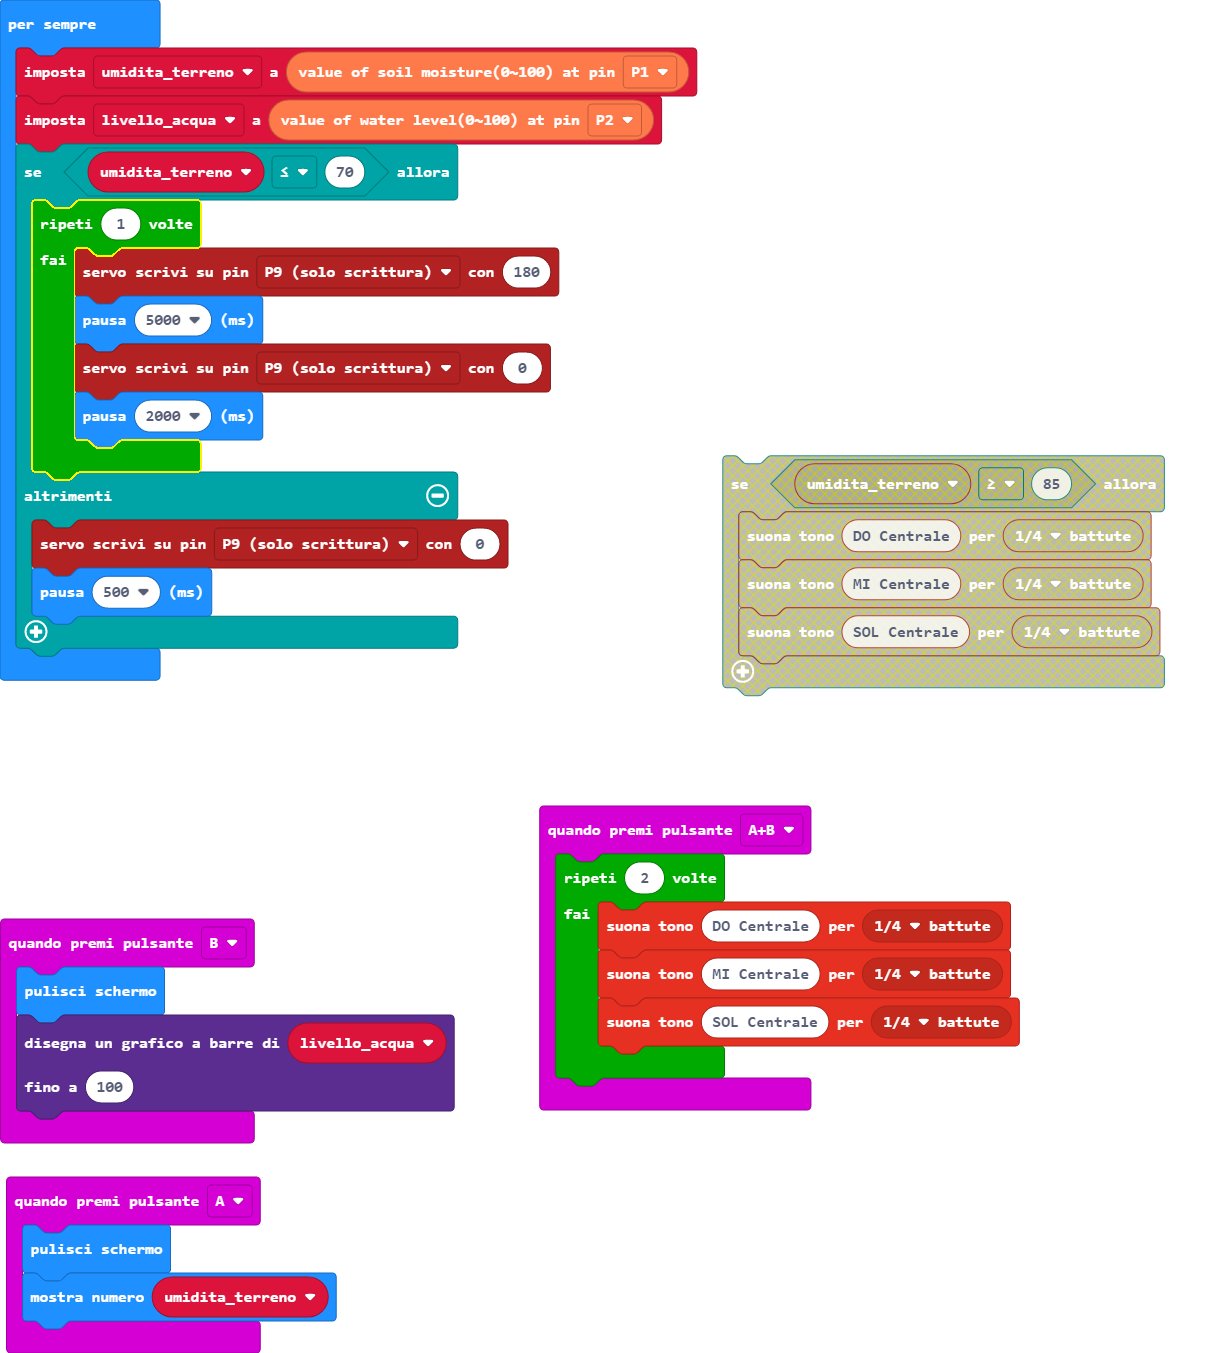 per sempre
imposta umidita_terreno a value of soil moisture(0~100) at pin P1
imposta livello_acqua a value of water level(0~100) at pin P2
se umidita_terreno ≤ 70 allora
ripeti 1 volte
fai
servo scrivi su pin P9 (solo scrittura) con 180
pausa 5000 (ms)
servo scrivi su pin P9 (solo scrittura) con 0
pausa 2000 (ms)
altrimenti
servo scrivi su pin P9 (solo scrittura) con 0
pausa 500 (ms)
se umidita_terreno ≥ 85 allora
suona tono DO Centrale per 1/4 battute
suona tono MI Centrale per 1/4 battute
suona tono SOL Centrale per 1/4 battute
quando premi pulsante A+B
ripeti 2 volte
fai
suona tono DO Centrale per 1/4 battute
suona tono MI Centrale per 1/4 battute
suona tono SOL Centrale per 1/4 battute
quando premi pulsante B
pulisci schermo
disegna un grafico a barre di livello_acqua
fino a 100
quando premi pulsante A
pulisci schermo
mostra numero umidita_terreno